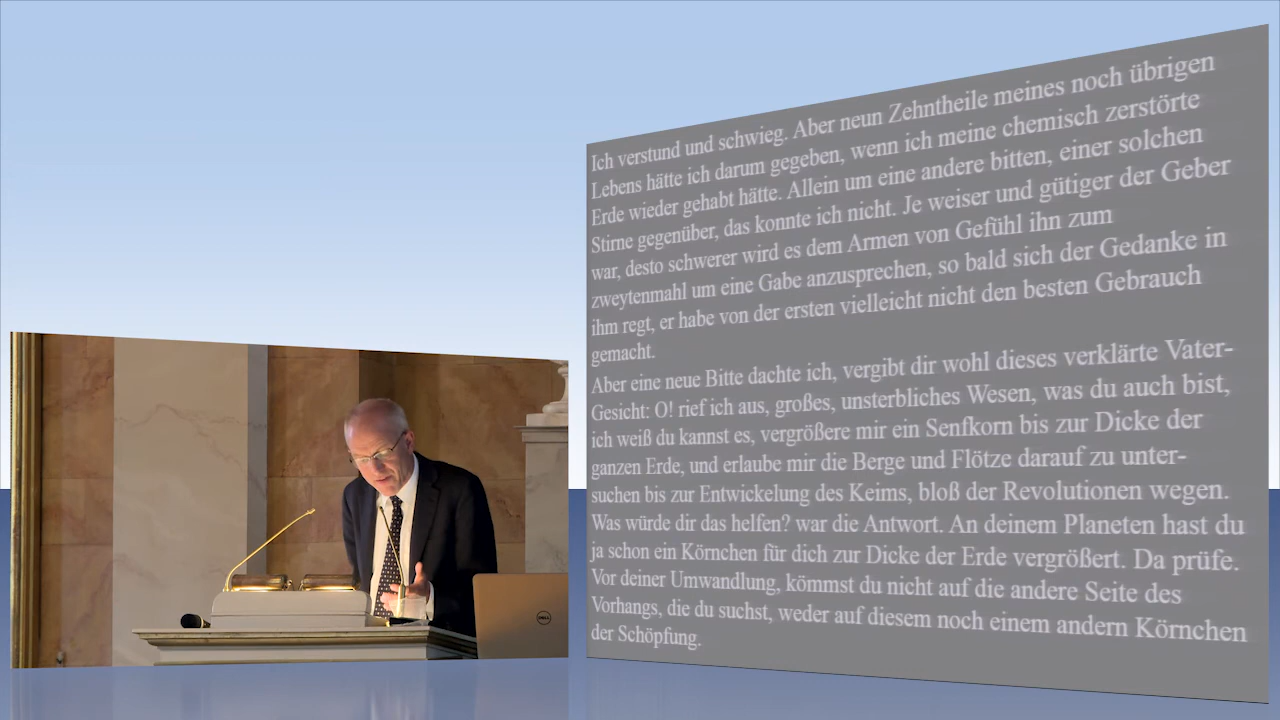 Ich verstund und schwieg. Aber neun Zehntheile meines noch übrigen
Lebens hätte ich darum gegeben, wenn ich meine chemisch zerstörte
Erde wieder gehabt hätte. Allein um eine andere bitten, einer solchen
Stirne gegenüber, das konnte ich nicht. Je weiser und gütiger der Geber
war, desto schwerer wird es dem Armen von Gefühl ihn zum
zweytenmahl um eine Gabe anzusprechen, so bald sich der Gedanke in
ihm regt, er habe von der ersten vielleicht nicht den besten Gebrauch
gemacht.
Aber eine neue Bitte dachte ich, vergibt dir wohl dieses verklärte Vater-
Gesicht: O! rief ich aus, großes, unsterbliches Wesen, was du auch bist,
ich weiß du kannst es, vergrößere mir ein Senfkorn bis zur Dicke der
ganzen Erde, und erlaube mir die Berge und Flötze darauf zu unter-
suchen bis zur Entwickelung des Keims, bloß der Revolutionen wegen.
Was würde dir das helfen? war die Antwort. An deinem Planeten hast du
ja schon ein Körnchen für dich zur Dicke der Erde vergrößert. Da prüfe.
Vor deiner Umwandlung, kömmst du nicht auf die andere Seite des
Vorhangs, die du suchst, weder auf diesem noch einem andern Körnchen
der Schöpfung.
DELL